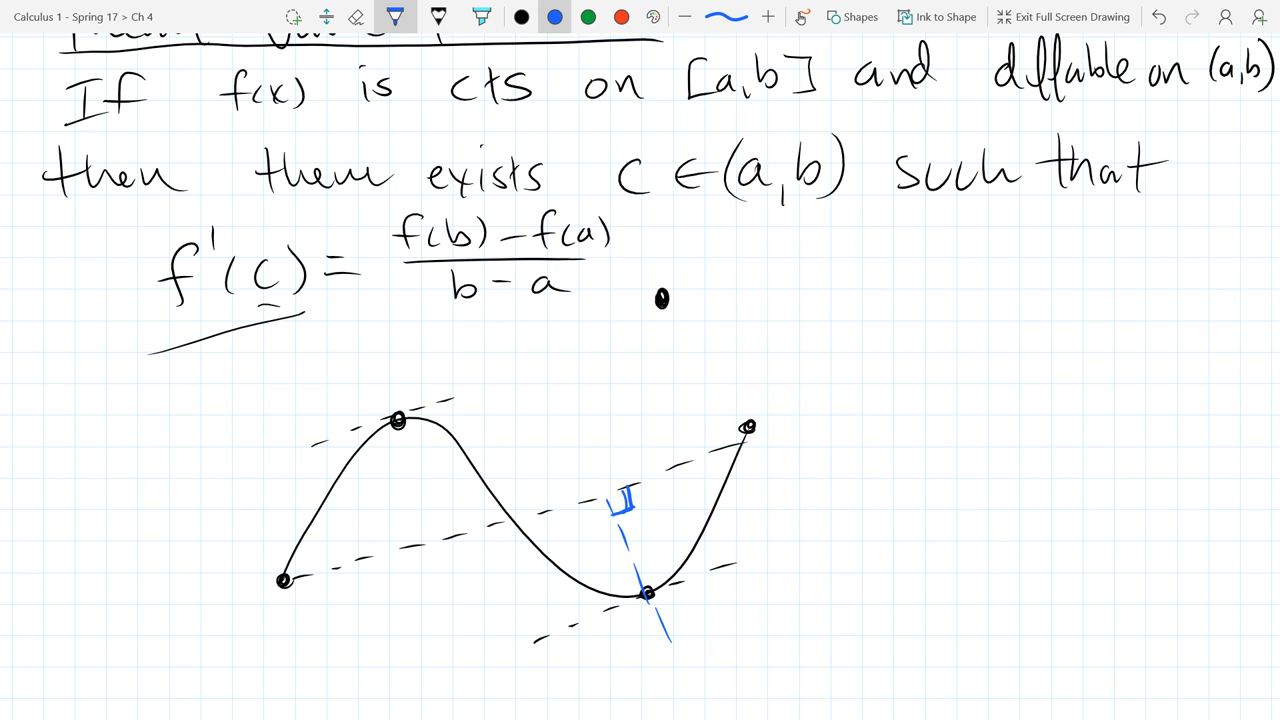 Calculus 1 - Spring 17 > Ch 4
Shapes
Ink to Shape
Exit Full Screen Drawing
If f(x) is cts on [a,b] and diffable on (a,b)
then there exists c ∈ (a,b) such that
f'(c) = f(b) - f(a)
b - a